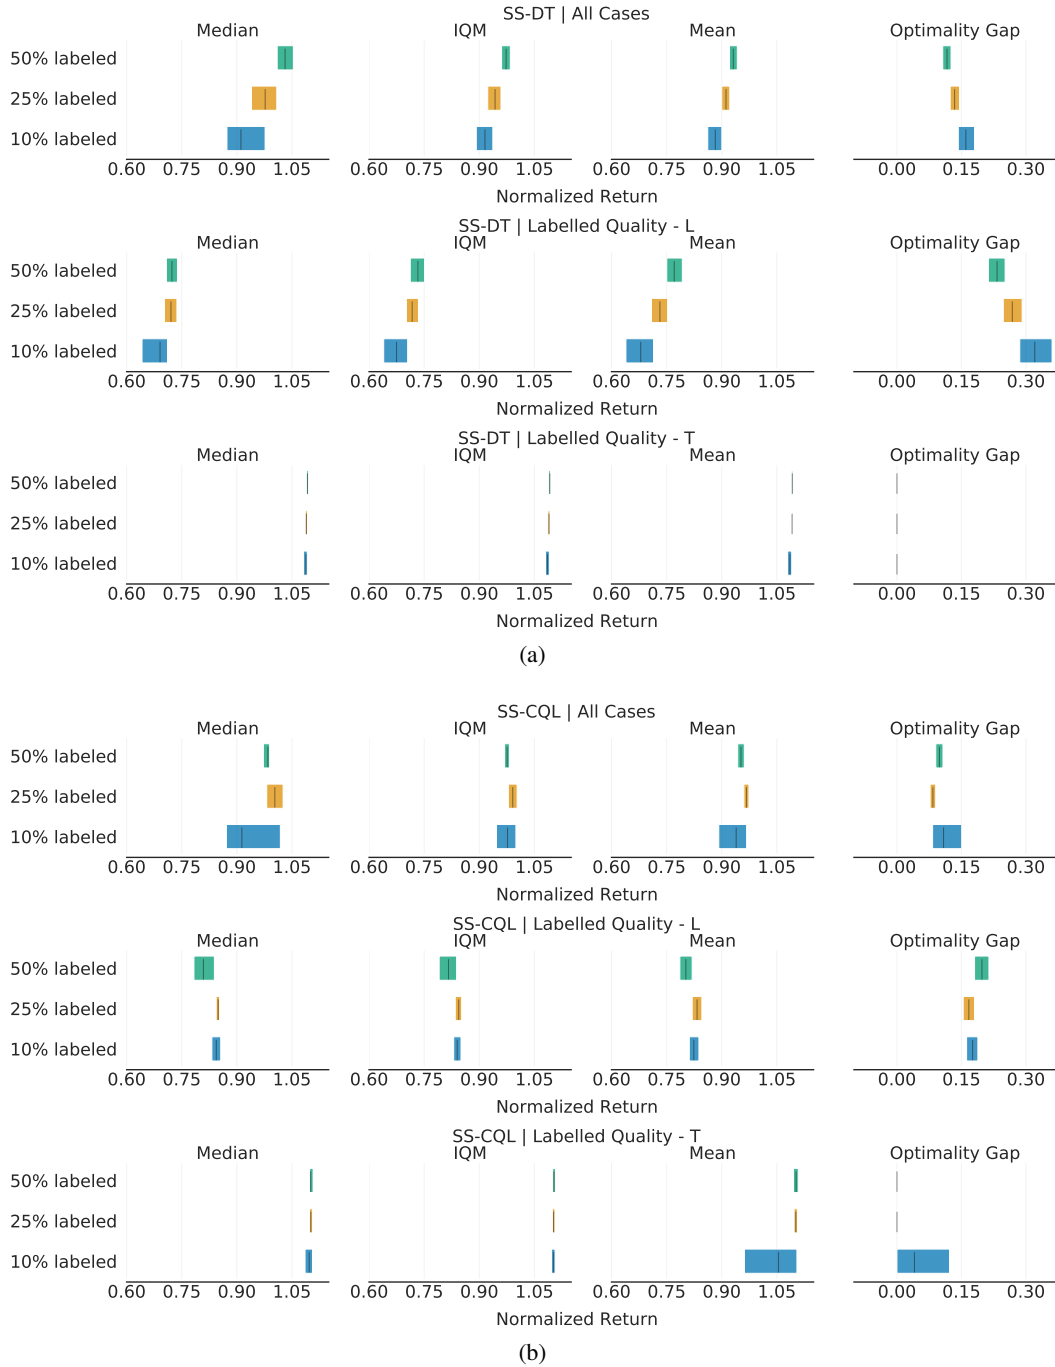 SS-DT | All Cases
Median IQM Mean Optimality Gap
50% labeled
25% labeled
10% labeled
0.60 0.75 0.90 1.05 0.60 0.75 0.90 1.05 0.60 0.75 0.90 1.05 0.00 0.15 0.30
Normalized Return
SS-DT | Labelled Quality - L
Median IQM Mean Optimality Gap
50% labeled
25% labeled
10% labeled
0.60 0.75 0.90 1.05 0.60 0.75 0.90 1.05 0.60 0.75 0.90 1.05 0.00 0.15 0.30
Normalized Return
SS-DT | Labelled Quality - T
Median IQM Mean Optimality Gap
50% labeled
25% labeled
10% labeled
0.60 0.75 0.90 1.05 0.60 0.75 0.90 1.05 0.60 0.75 0.90 1.05 0.00 0.15 0.30
Normalized Return
(a)
SS-CQL | All Cases
Median IQM Mean Optimality Gap
50% labeled
25% labeled
10% labeled
0.60 0.75 0.90 1.05 0.60 0.75 0.90 1.05 0.60 0.75 0.90 1.05 0.00 0.15 0.30
Normalized Return
SS-CQL | Labelled Quality - L
Median IQM Mean Optimality Gap
50% labeled
25% labeled
10% labeled
0.60 0.75 0.90 1.05 0.60 0.75 0.90 1.05 0.60 0.75 0.90 1.05 0.00 0.15 0.30
Normalized Return
SS-CQL | Labelled Quality - T
Median IQM Mean Optimality Gap
50% labeled
25% labeled
10% labeled
0.60 0.75 0.90 1.05 0.60 0.75 0.90 1.05 0.60 0.75 0.90 1.05 0.00 0.15 0.30
Normalized Return
(b)